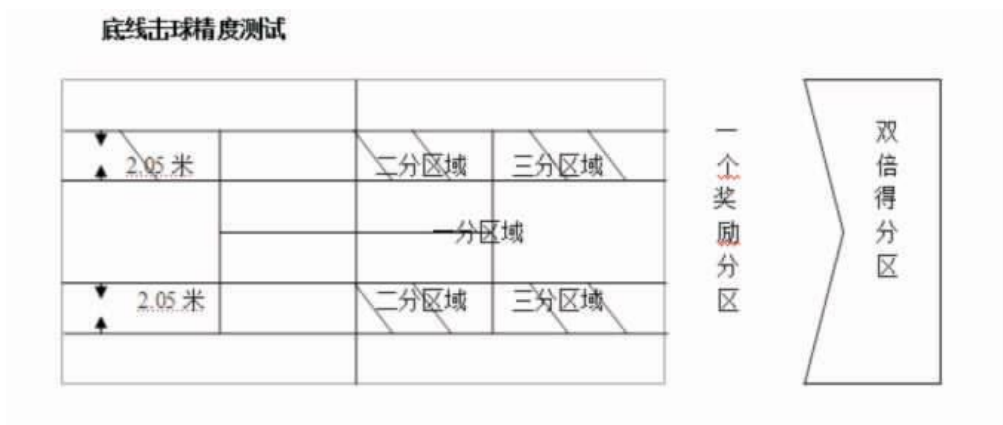 底线击球精度测试
2.05 米
二分区域
三分区域
一分区域
2.05 米
二分区域
三分区域
一个奖励分区
双倍得分区